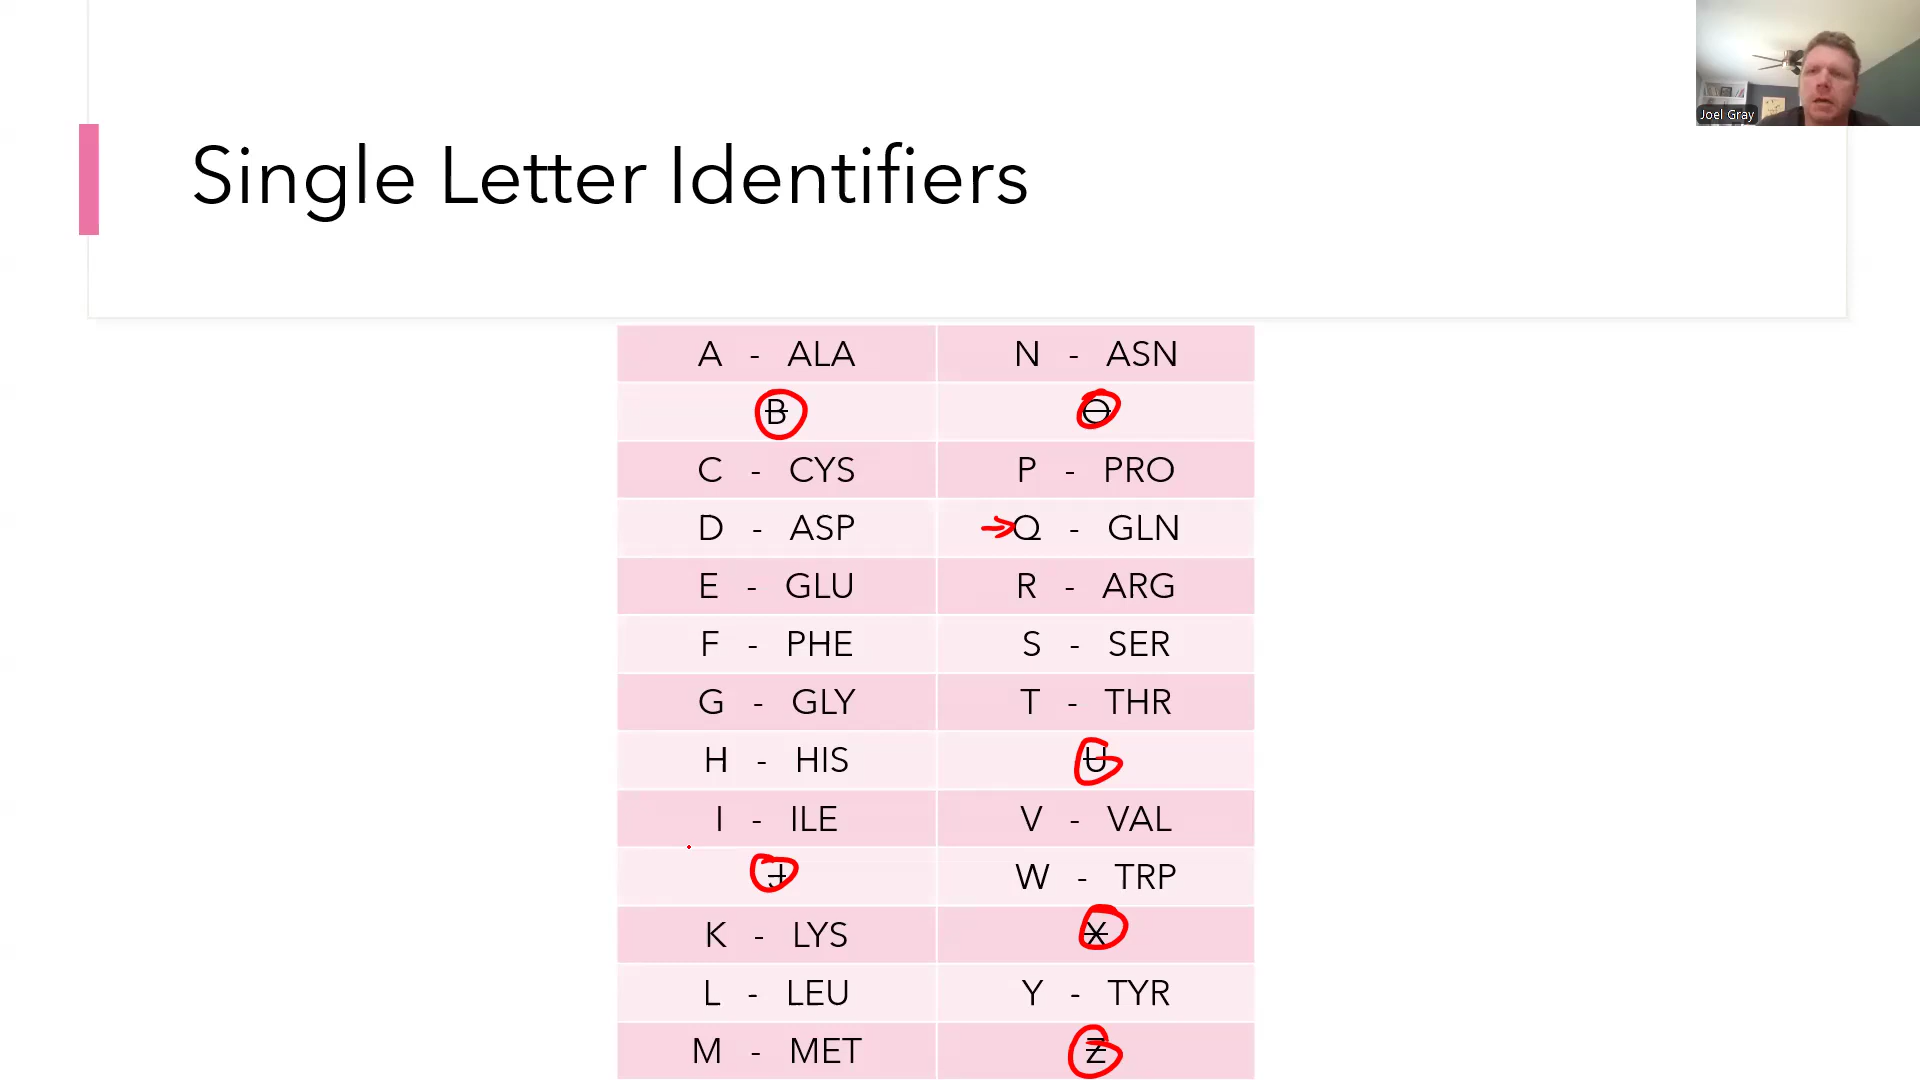 Joel Gray
Single Letter Identifiers
A - ALA N - ASN
B O
C - CYS P - PRO
D - ASP Q - GLN
E - GLU R - ARG
F - PHE S - SER
G - GLY T - THR
H - HIS U
I - ILE V - VAL
J W - TRP
K - LYS X
L - LEU Y - TYR
M - MET Z